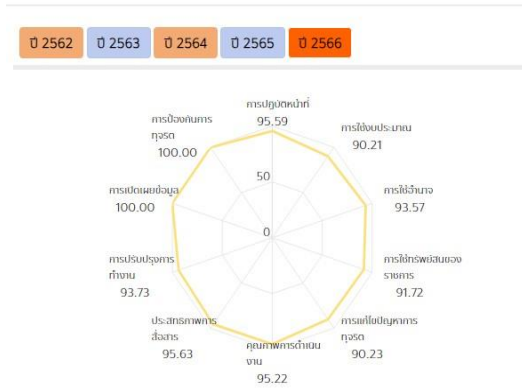 ปี 2562 ปี 2563 ปี 2564 ปี 2565 ปี 2566
การปฏิบัติหน้าที่
95.59
การป้องกันการ
ทุจริต
100.00
การใช้งบประมาณ
90.21
50
การเปิดเผยข้อมูล
100.00
การใช้อำนาจ
93.57
0
การปรับปรุงการ
ทำงาน
93.73
การใช้ทรัพย์สินของ
ราชการ
91.72
ประสิทธิภาพการ
สื่อสาร
95.63
การแก้ไขปัญหาการ
ทุจริต
90.23
คุณภาพการดำเนิน
งาน
95.22